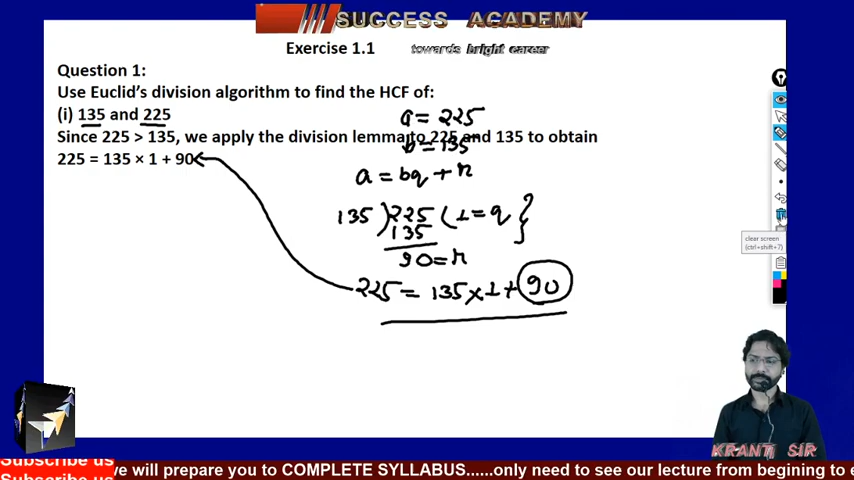 SUCCESS ACADEMY
Exercise 1.1
towards bright career
Question 1:
Use Euclid's division algorithm to find the HCF of:
(i) 135 and 225
a = 225
Since 225 > 135, we apply the division lemma to 225 and 135 to obtain
b = 135
225 = 135 × 1 + 90
a = bq + r
135 ) 225 ( 1 = q }
135
90 = r
225 = 135 × 1 + 90
clear screen
(ctrl+shift+7)
KRANTI SIR
Subscribe us
Subscribe us
ve will prepare you to COMPLETE SYLLABUS......only need to see our lecture from begining to e